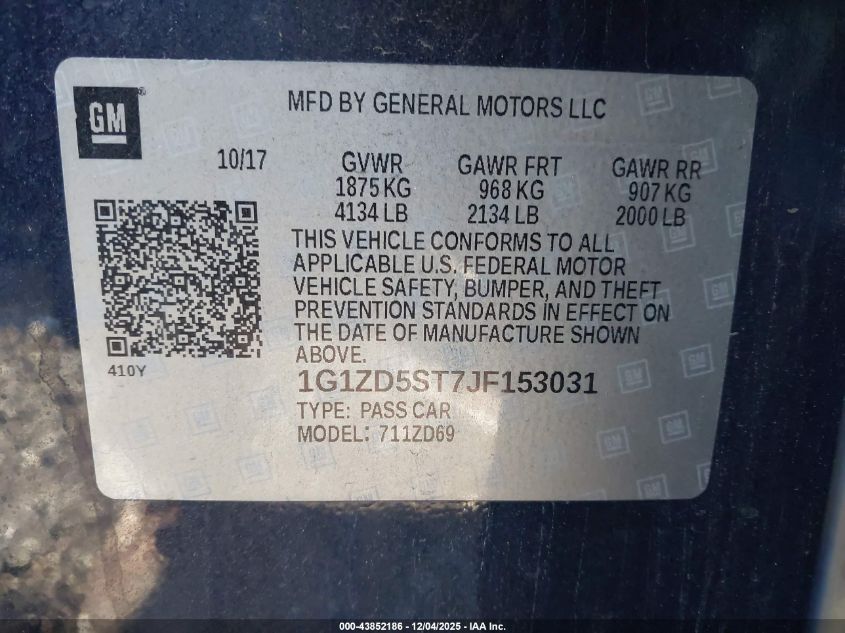 GM
MFD BY GENERAL MOTORS LLC
10/17 GVWR GAWR FRT GAWR RR
1875 KG 968 KG 907 KG
4134 LB 2134 LB 2000 LB
THIS VEHICLE CONFORMS TO ALL
APPLICABLE U.S. FEDERAL MOTOR
VEHICLE SAFETY, BUMPER, AND THEFT
PREVENTION STANDARDS IN EFFECT ON
THE DATE OF MANUFACTURE SHOWN
ABOVE.
410Y
1G1ZD5ST7JF153031
TYPE: PASS CAR
MODEL: 711ZD69
000-43852186 - 12/04/2025 - IAA Inc.